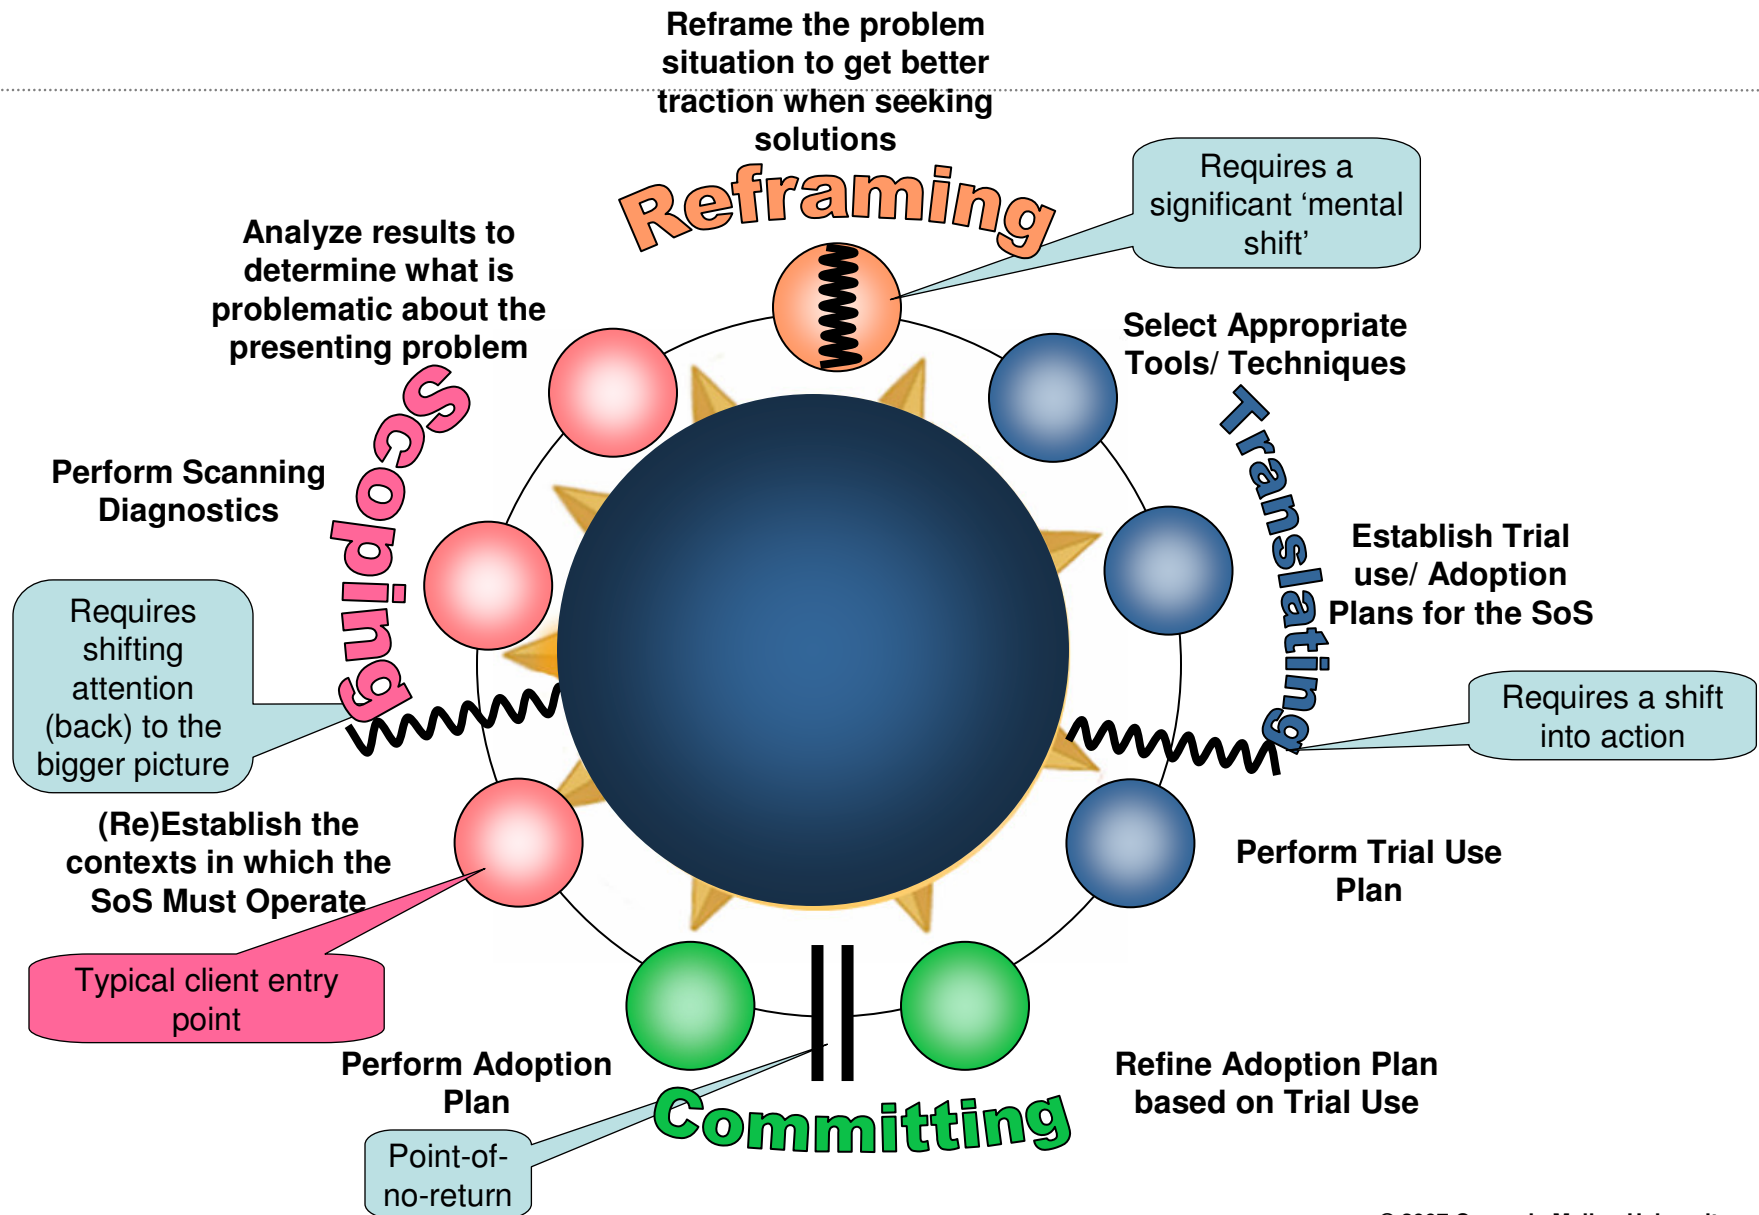 Reframe the problem
situation to get better
traction when seeking
solutions
Reframing
Requires a
significant ‘mental
shift’
Analyze results to
determine what is
problematic about the
presenting problem
Select Appropriate
Tools/ Techniques
Scoping
Translating
Perform Scanning
Diagnostics
Establish Trial
use/ Adoption
Plans for the SoS
Requires
shifting
attention
(back) to the
bigger picture
Requires a shift
into action
(Re)Establish the
contexts in which the
SoS Must Operate
Perform Trial Use
Plan
Typical client entry
point
Perform Adoption
Plan
Refine Adoption Plan
based on Trial Use
Committing
Point-of-
no-return